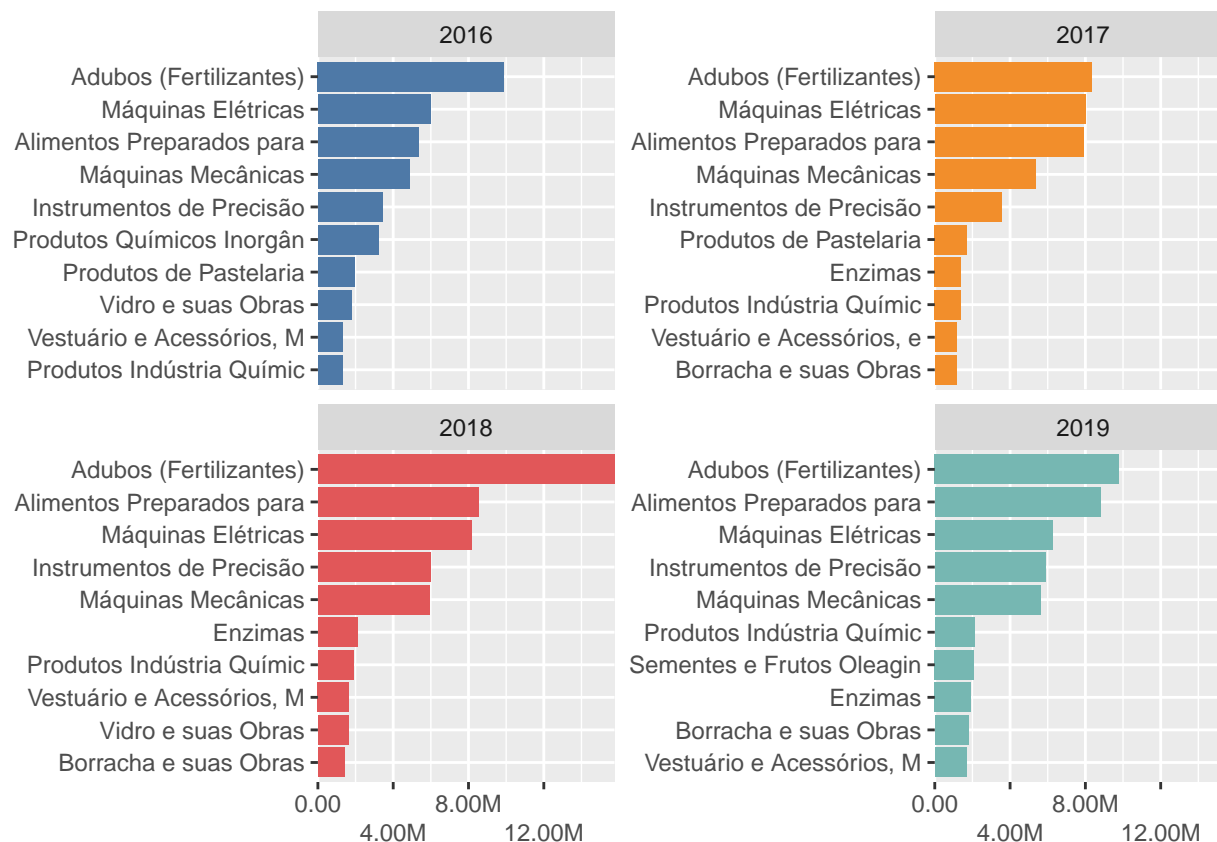 2016
Adubos (Fertilizantes)
Máquinas Elétricas
Alimentos Preparados para
Máquinas Mecânicas
Instrumentos de Precisão
Produtos Químicos Inorgân
Produtos de Pastelaria
Vidro e suas Obras
Vestuário e Acessórios, M
Produtos Indústria Químic
2017
Adubos (Fertilizantes)
Máquinas Elétricas
Alimentos Preparados para
Máquinas Mecânicas
Instrumentos de Precisão
Produtos de Pastelaria
Enzimas
Produtos Indústria Químic
Vestuário e Acessórios, e
Borracha e suas Obras
2018
Adubos (Fertilizantes)
Alimentos Preparados para
Máquinas Elétricas
Instrumentos de Precisão
Máquinas Mecânicas
Enzimas
Produtos Indústria Químic
Vestuário e Acessórios, M
Vidro e suas Obras
Borracha e suas Obras
0.00 8.00M
4.00M 12.00M
2019
Adubos (Fertilizantes)
Alimentos Preparados para
Máquinas Elétricas
Instrumentos de Precisão
Máquinas Mecânicas
Produtos Indústria Químic
Sementes e Frutos Oleagin
Enzimas
Borracha e suas Obras
Vestuário e Acessórios, M
0.00 8.00M
4.00M 12.00M